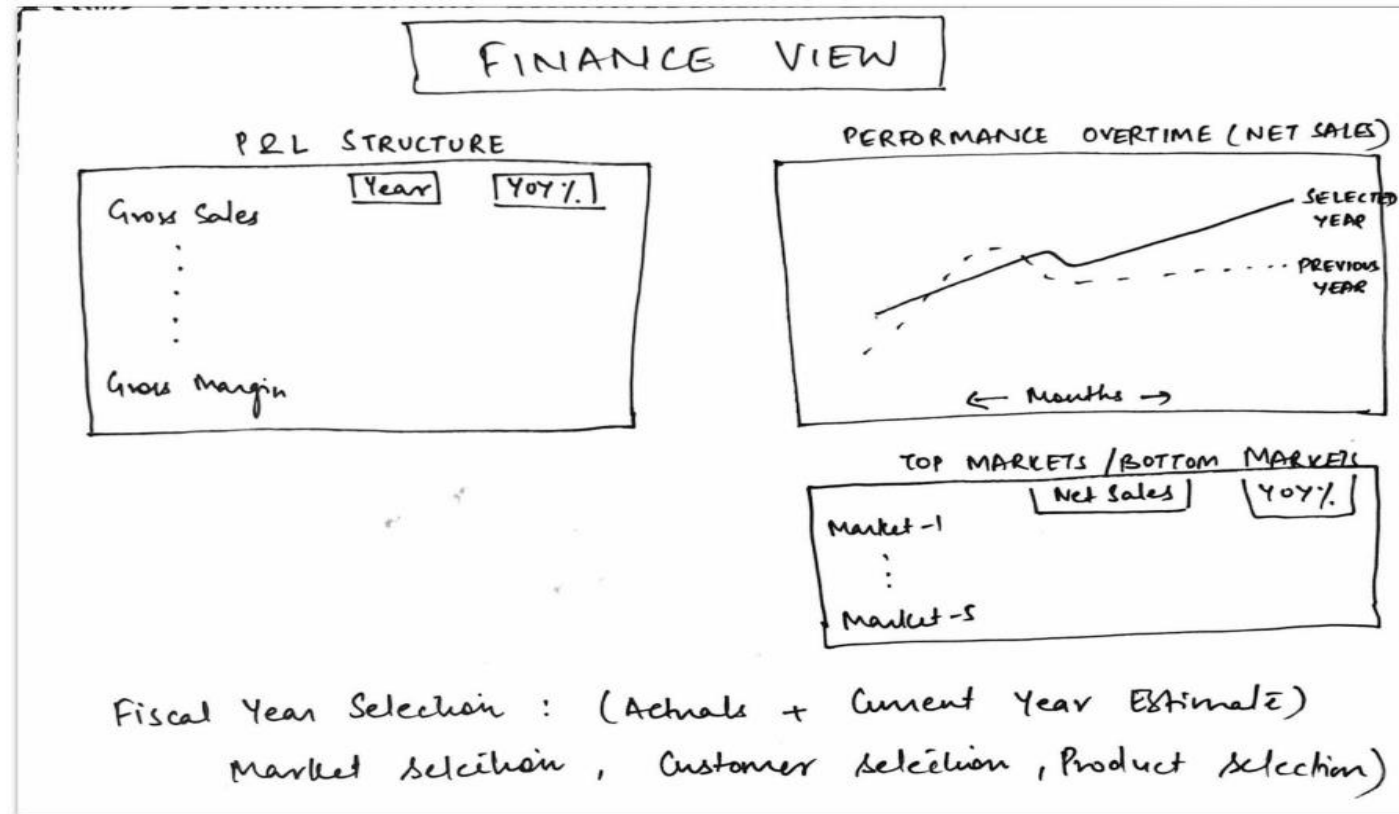 FINANCE VIEW
P&L STRUCTURE
Year YOY %
Gross Sales
Gross Margin
PERFORMANCE OVERTIME (NET SALES)
SELECTED
YEAR
PREVIOUS
YEAR
← Months →
TOP MARKETS / BOTTOM MARKETS
Net Sales YOY%
Market-1
Market-5
Fiscal Year Selection : (Actuals + Current Year Estimate)
Market selection , Customer selection , Product selection)